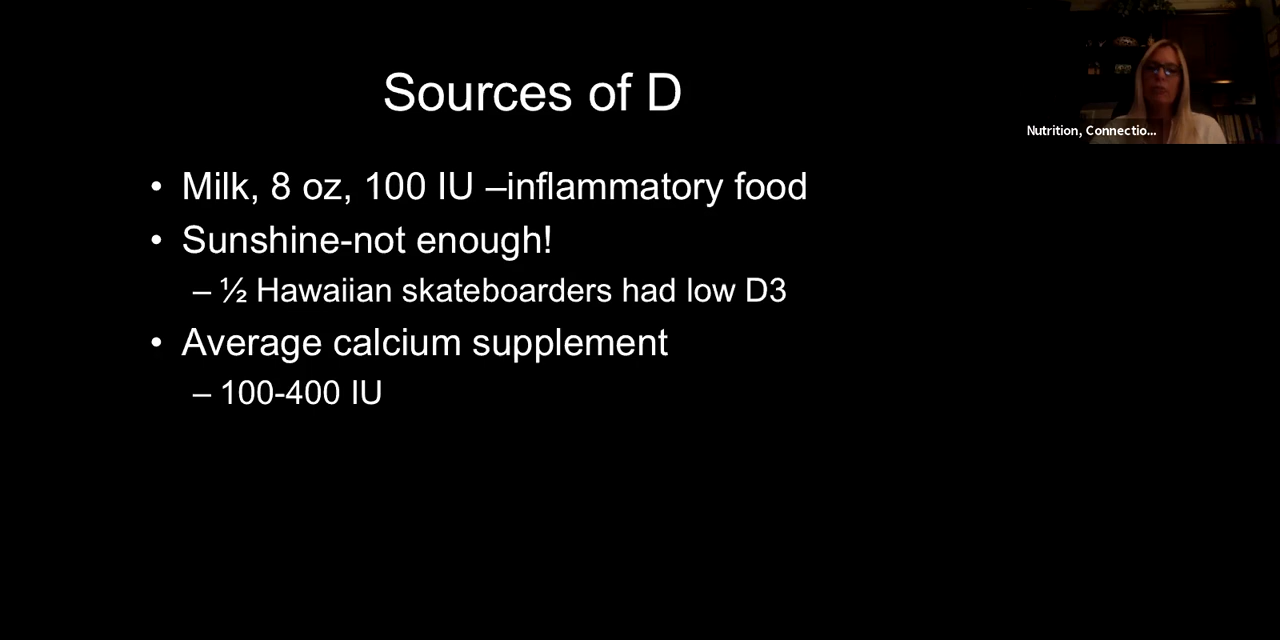 Sources of D
Nutrition, Connectio...
• Milk, 8 oz, 100 IU –inflammatory food
• Sunshine-not enough!
– ½ Hawaiian skateboarders had low D3
• Average calcium supplement
– 100-400 IU